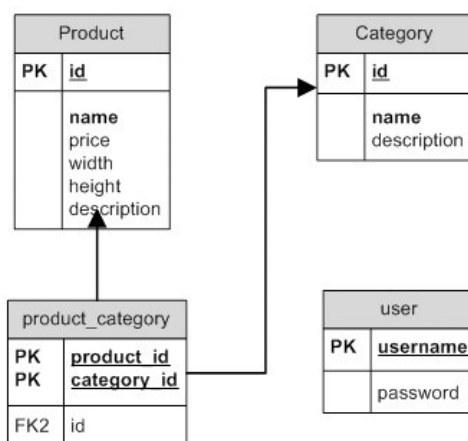 Product
PK id
name
price
width
height
description
Category
PK id
name
description
product_category
PK product_id
PK category_id
FK2 id
user
PK username
password